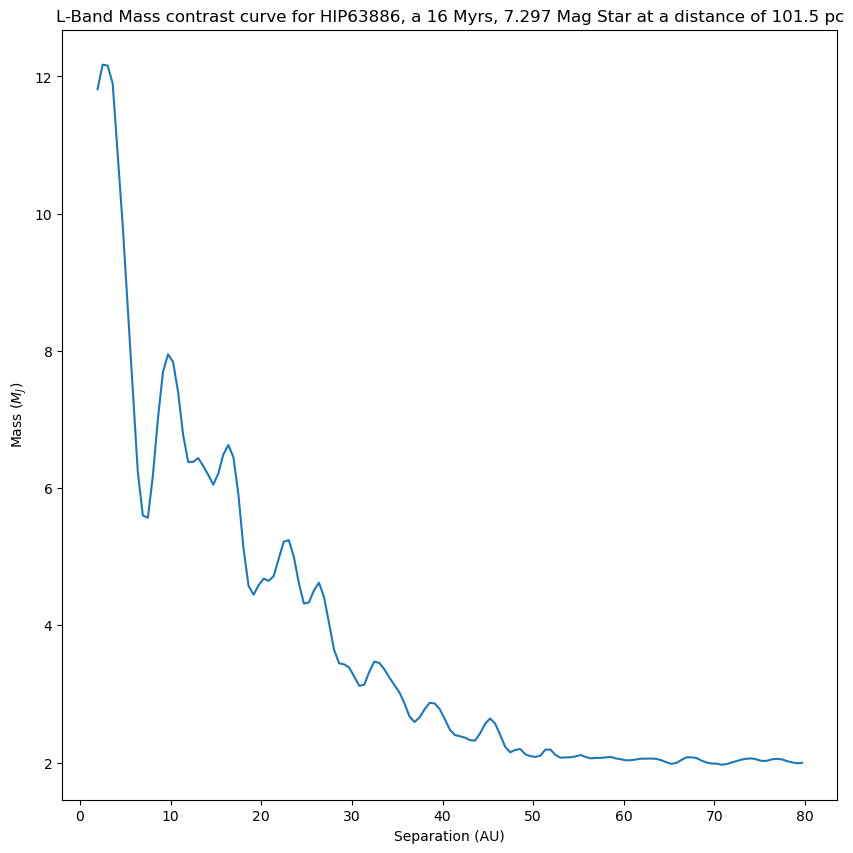 L-Band Mass contrast curve for HIP63886, a 16 Myrs, 7.297 Mag Star at a distance of 101.5 pc
12
10
8
6
4
2
Mass (M_J)
0 10 20 30 40 50 60 70 80
Separation (AU)